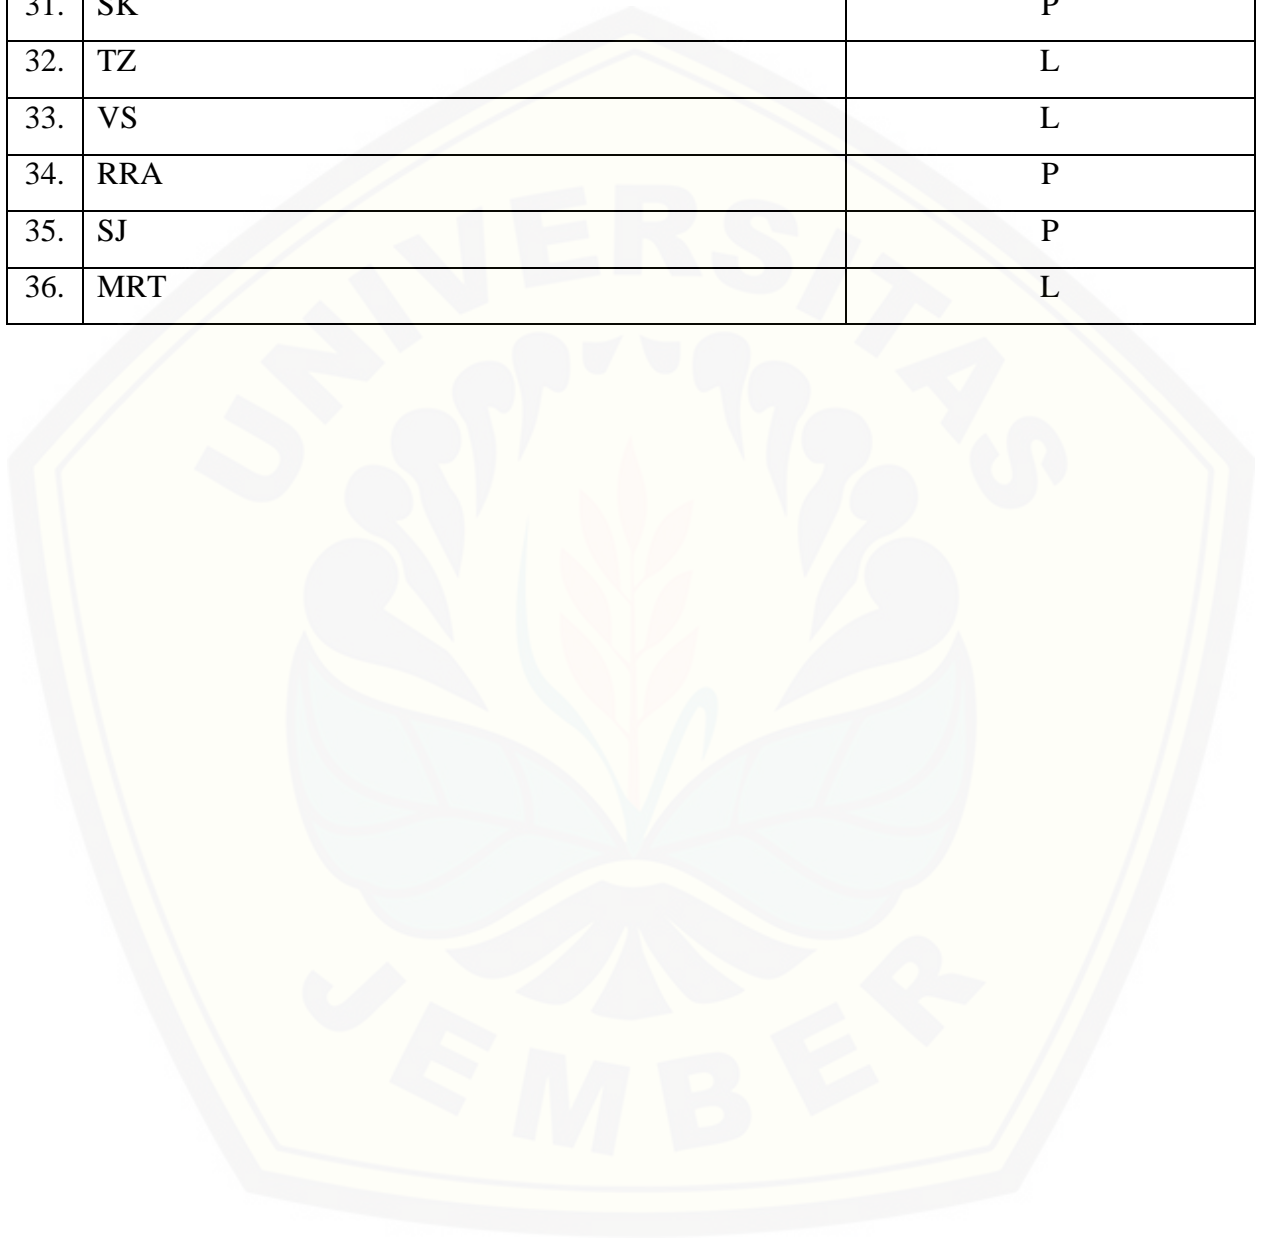 31. SK P
32. TZ L
33. VS L
34. RRA P
35. SJ P
36. MRT L
UNIVERSITAS
JEMBER